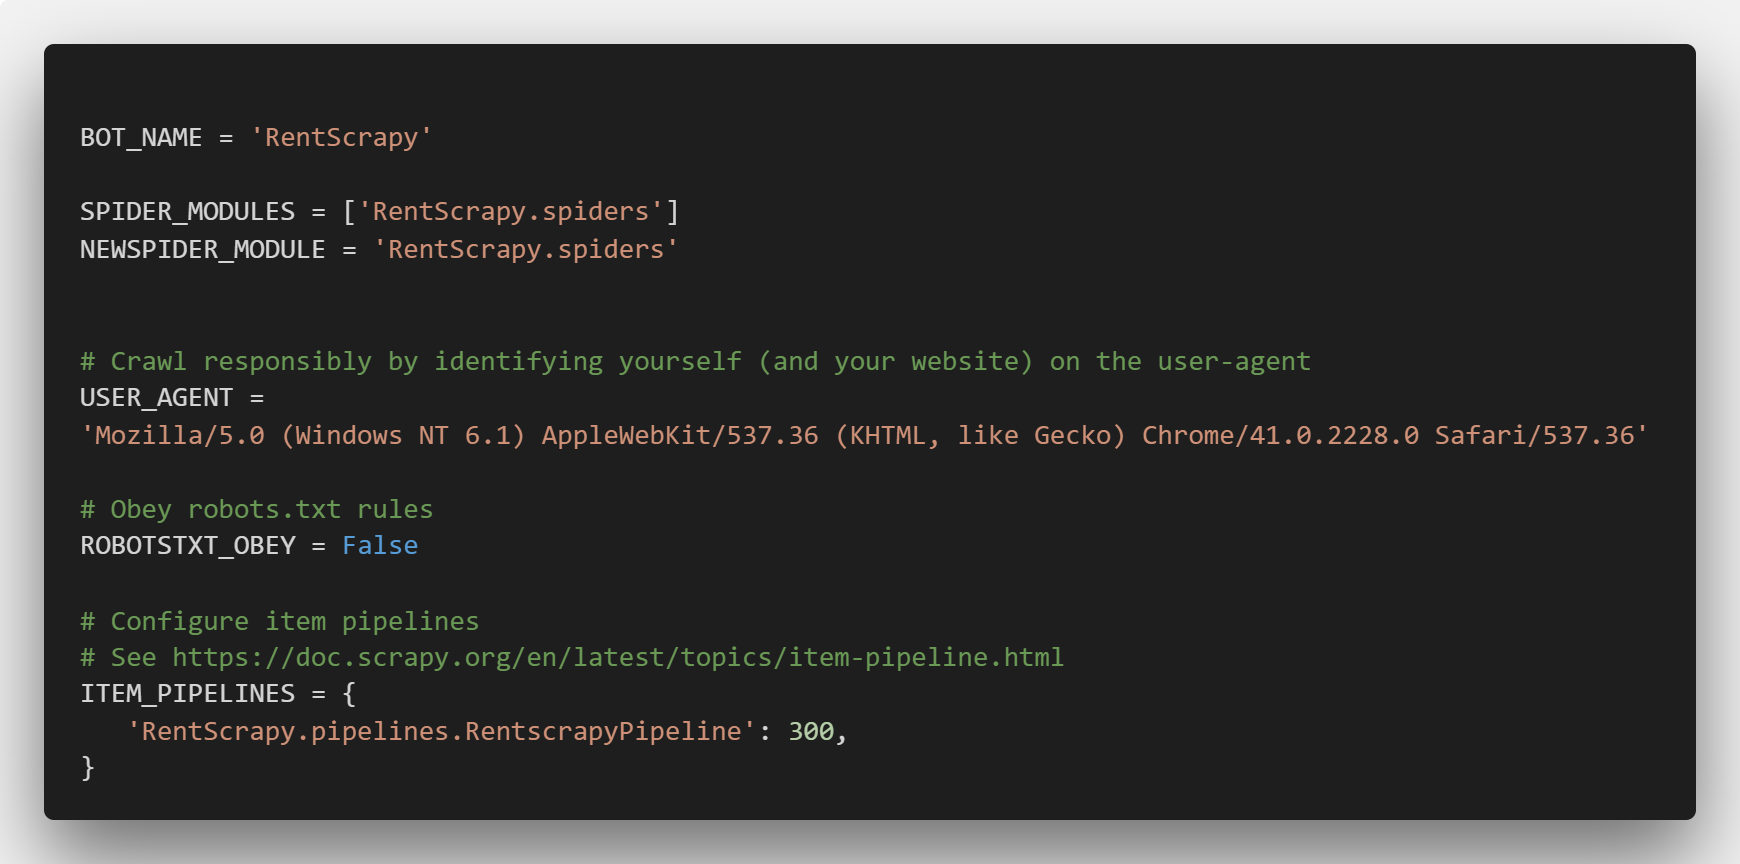 BOT_NAME = 'RentScrapy'
SPIDER_MODULES = ['RentScrapy.spiders']
NEWSPIDER_MODULE = 'RentScrapy.spiders'
# Crawl responsibly by identifying yourself (and your website) on the user-agent
USER_AGENT =
'Mozilla/5.0 (Windows NT 6.1) AppleWebKit/537.36 (KHTML, like Gecko) Chrome/41.0.2228.0 Safari/537.36'
# Obey robots.txt rules
ROBOTSTXT_OBEY = False
# Configure item pipelines
# See https://doc.scrapy.org/en/latest/topics/item-pipeline.html
ITEM_PIPELINES = {
   'RentScrapy.pipelines.RentscrapyPipeline': 300,
}